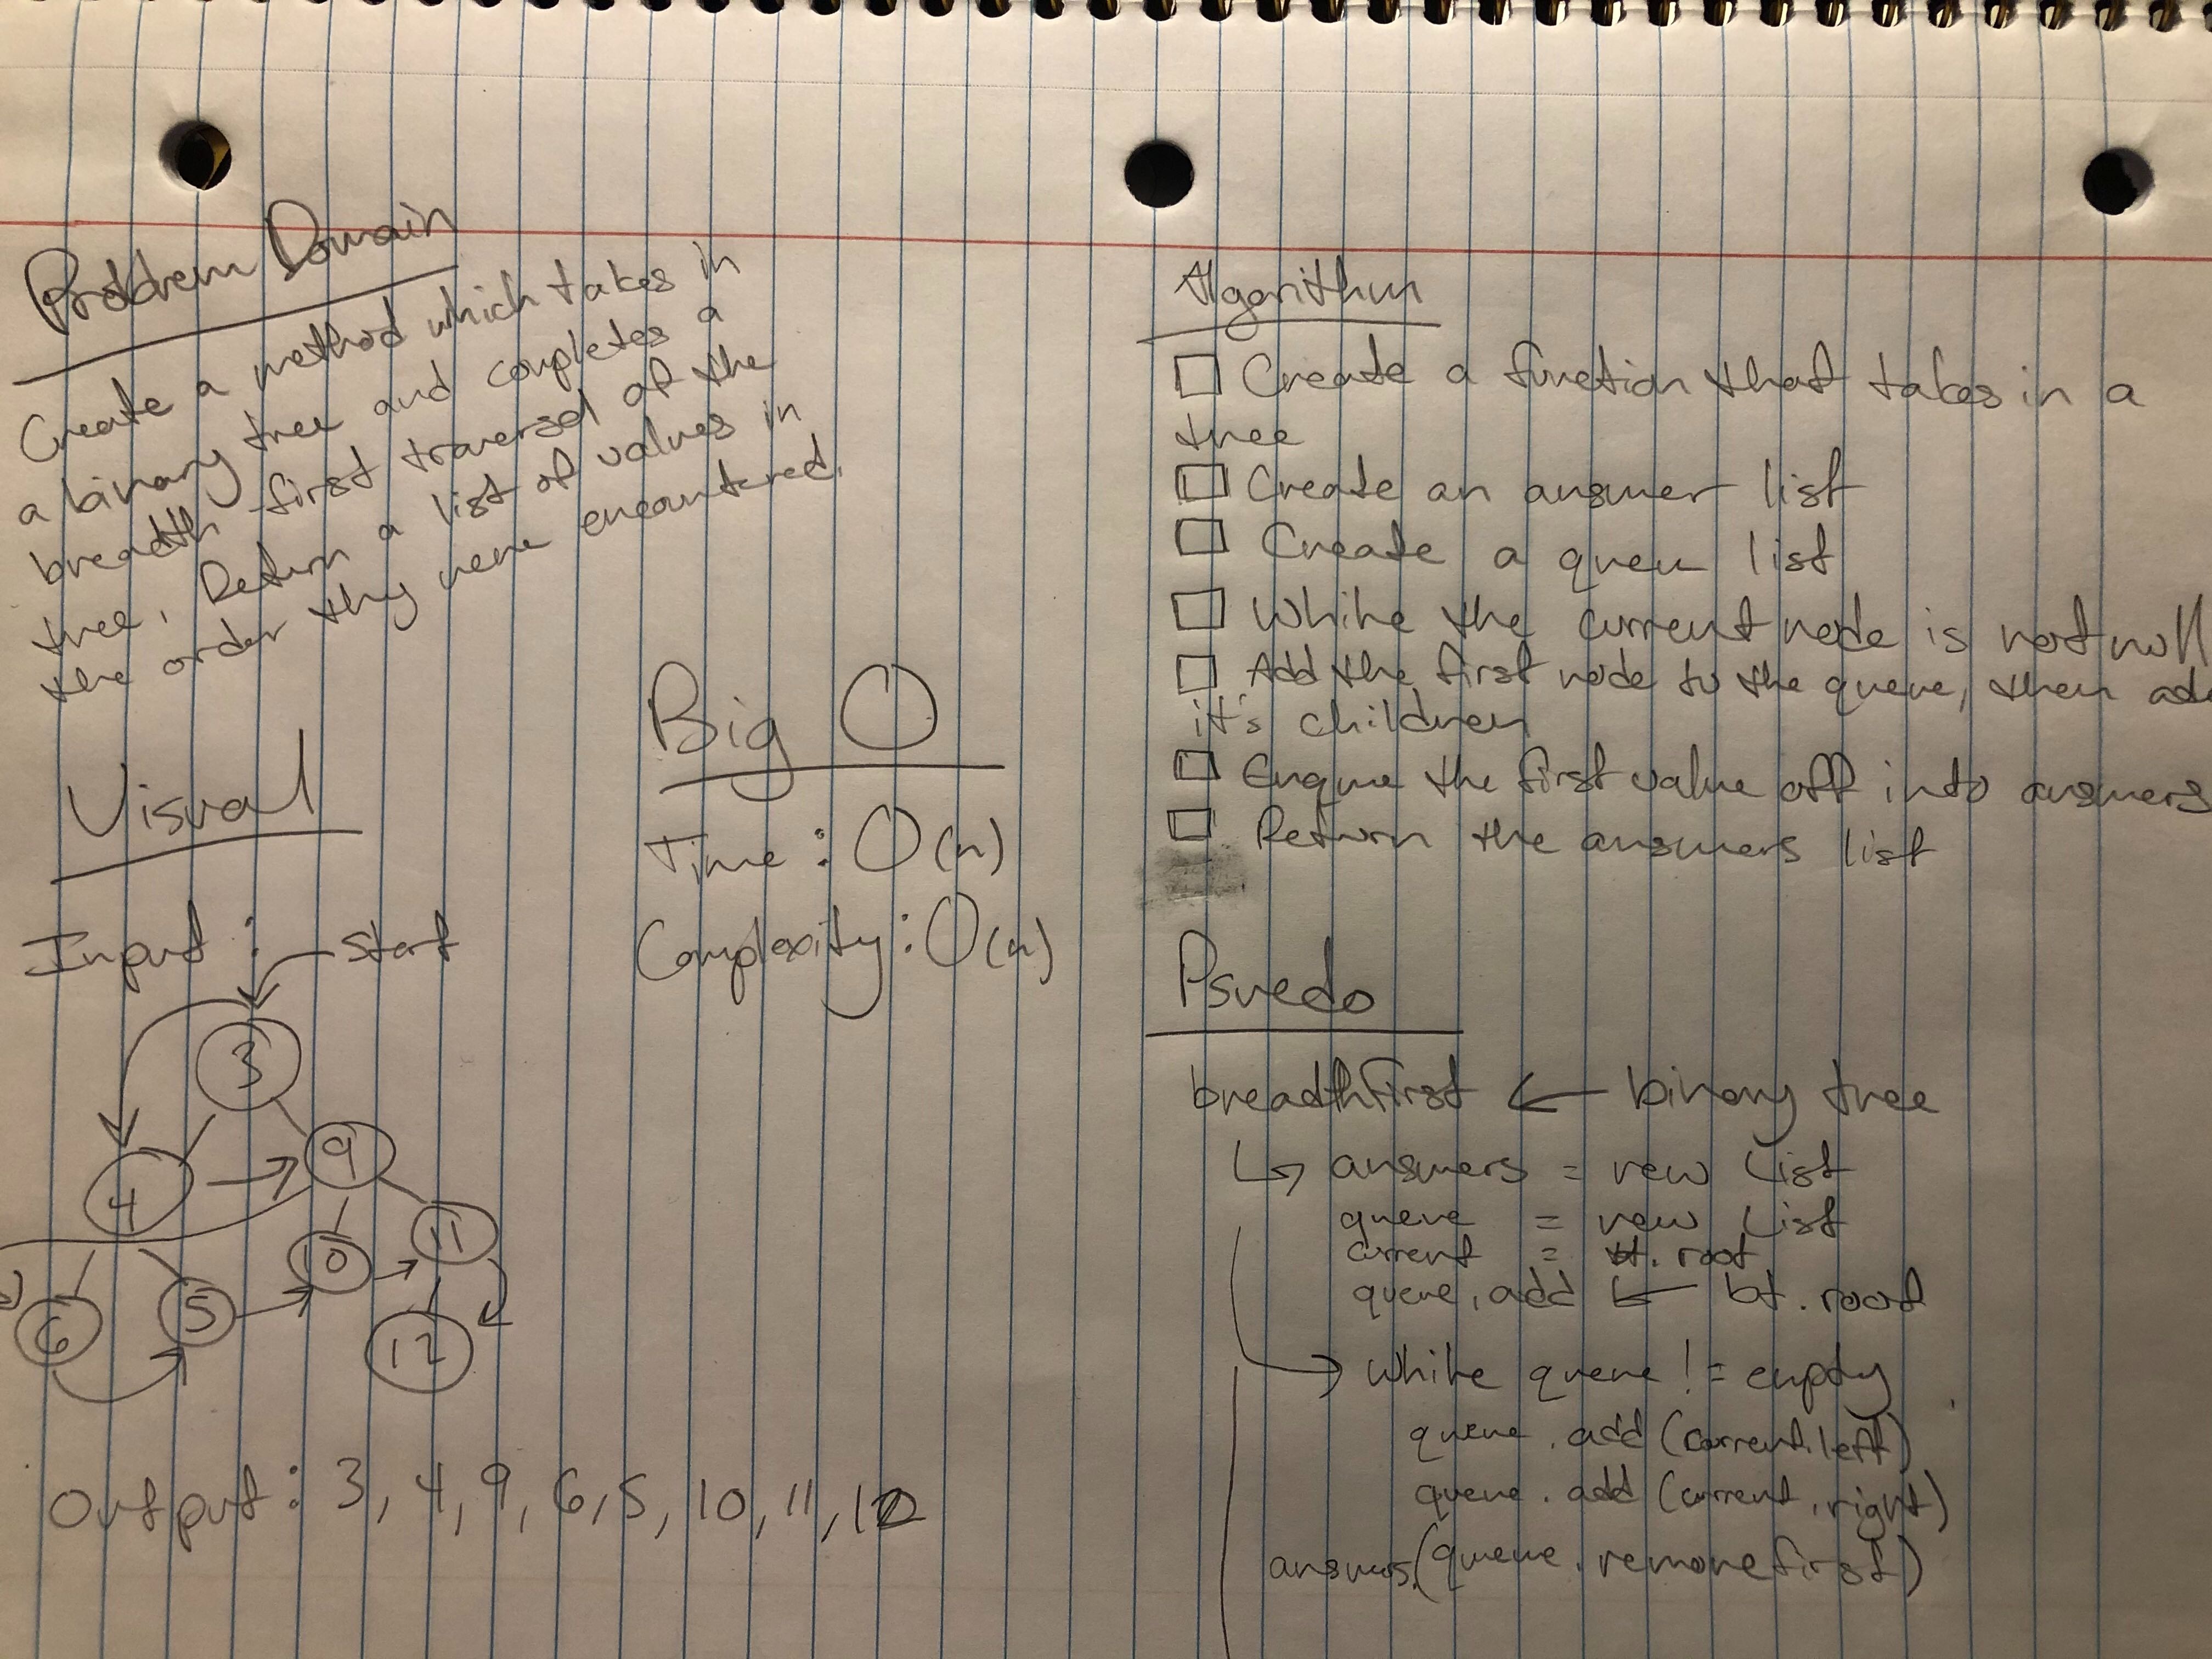 Problem Domain
Create a method which takes in
a binary tree and completes a
breadth first traversal of the
tree. Return a list of values in
the order they were encountered.
Visual
Input :
start
3
4
9
6
5
10
11
12
Output : 3, 4, 9, 6, 5, 10, 11, 12
Big O
Time : O(n)
Complexity : O(n)
Algorithm
Create a function that takes in a
tree
Create an answer list
Create a queu list
While the current node is not null
Add the first node to the queue, then add
it's children
Enque the first value off into answers
Return the answers list
Psuedo
breadthFirst ← binary tree
↳ answers = new List
queue = new List
current = bt. root
queue.add ← bt.root
→ While queue != empty
queue.add (current.left)
queue.add (current.right)
answers.(queue.removefirst)